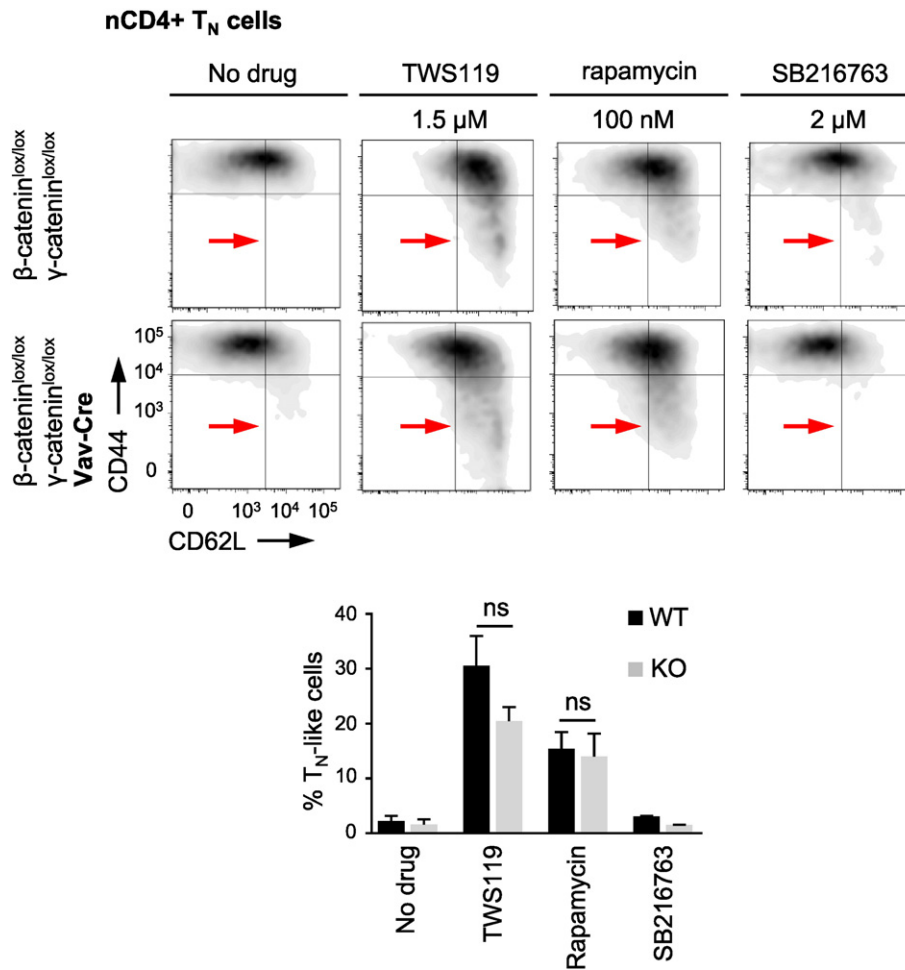 nCD4+ TN cells
No drug TWS119 rapamycin SB216763
1.5 µM 100 nM 2 µM
β-cateninlox/lox
γ-cateninlox/lox
β-cateninlox/lox
γ-cateninlox/lox
Vav-Cre
CD44
10⁵
10⁴
10³
0
0 10³ 10⁴ 10⁵
CD62L
% TN-like cells
40
30
20
10
0
ns
ns
WT
KO
No drug
TWS119
Rapamycin
SB216763